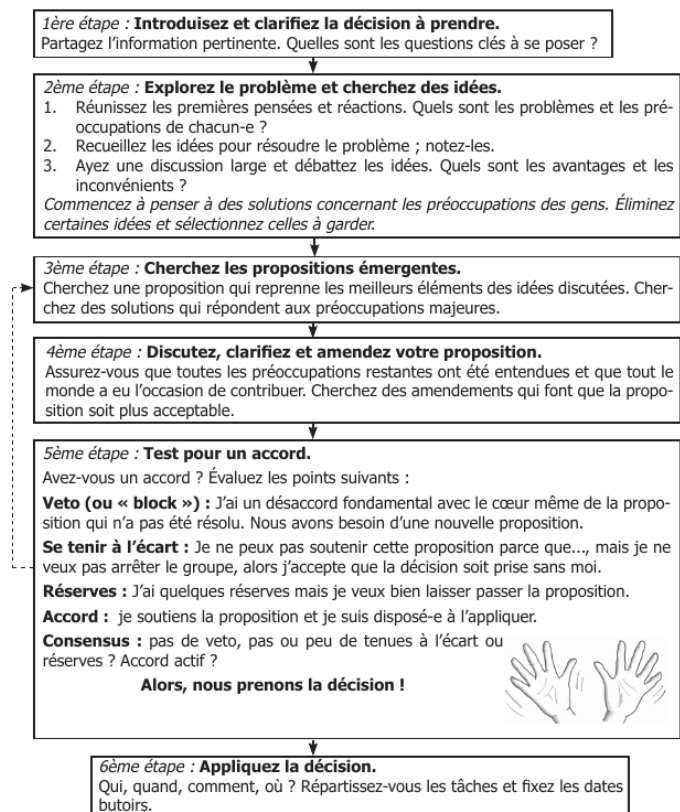 1ère étape : Introduisez et clarifiez la décision à prendre.
Partagez l'information pertinente. Quelles sont les questions clés à se poser ?
2ème étape : Explorez le problème et cherchez des idées.
1. Réunissez les premières pensées et réactions. Quels sont les problèmes et les pré-
occupations de chacun-e ?
2. Recueillez les idées pour résoudre le problème ; notez-les.
3. Ayez une discussion large et débattez les idées. Quels sont les avantages et les
inconvénients ?
Commencez à penser à des solutions concernant les préoccupations des gens. Éliminez
certaines idées et sélectionnez celles à garder.
3ème étape : Cherchez les propositions émergentes.
Cherchez une proposition qui reprenne les meilleurs éléments des idées discutées. Cher-
chez des solutions qui répondent aux préoccupations majeures.
4ème étape : Discutez, clarifiez et amendez votre proposition.
Assurez-vous que toutes les préoccupations restantes ont été entendues et que tout le
monde a eu l'occasion de contribuer. Cherchez des amendements qui font que la propo-
sition soit plus acceptable.
5ème étape : Test pour un accord.
Avez-vous un accord ? Évaluez les points suivants :
Veto (ou « block ») : J'ai un désaccord fondamental avec le cœur même de la propo-
sition qui n'a pas été résolu. Nous avons besoin d'une nouvelle proposition.
Se tenir à l'écart : Je ne peux pas soutenir cette proposition parce que..., mais je ne
veux pas arrêter le groupe, alors j'accepte que la décision soit prise sans moi.
Réserves : J'ai quelques réserves mais je veux bien laisser passer la proposition.
Accord : je soutiens la proposition et je suis disposé-e à l'appliquer.
Consensus : pas de veto, pas ou peu de tenues à l'écart ou
réserves ? Accord actif ?
Alors, nous prenons la décision !
6ème étape : Appliquez la décision.
Qui, quand, comment, où ? Répartissez-vous les tâches et fixez les dates
butoirs.